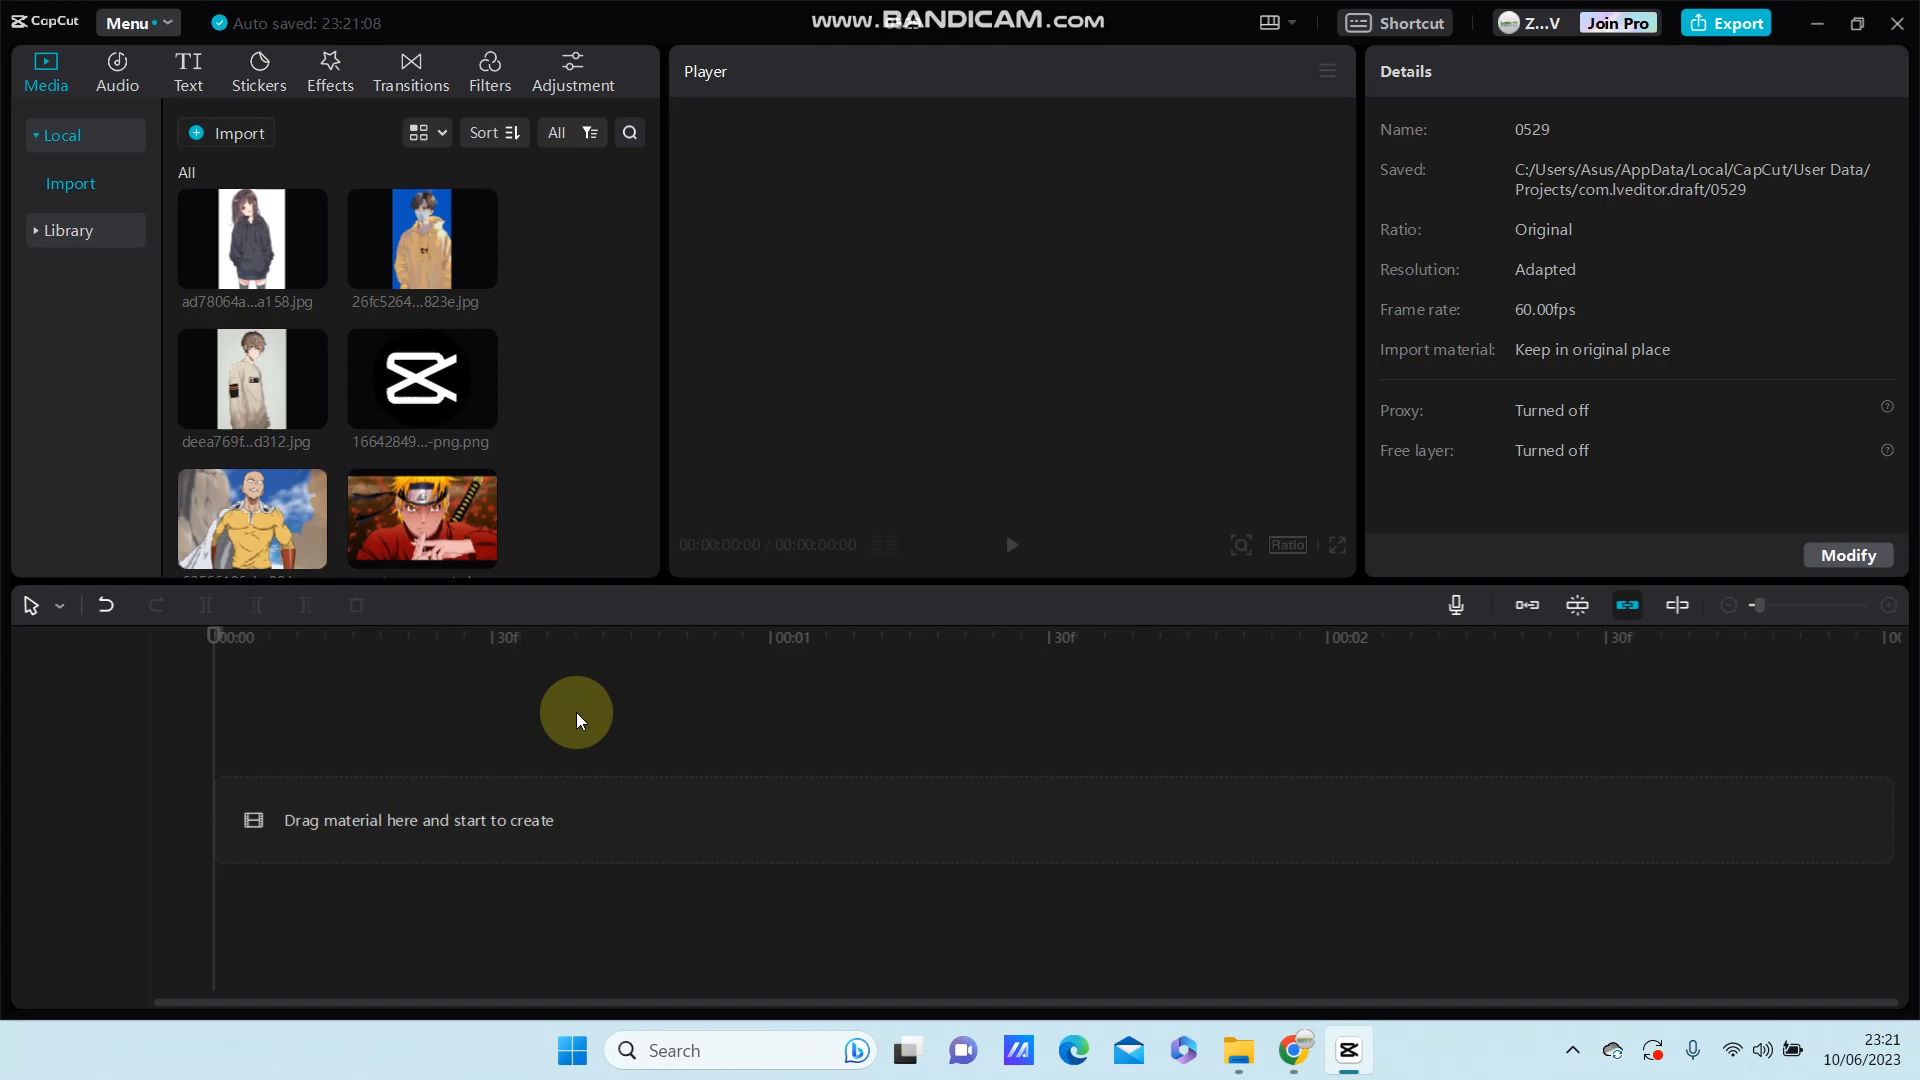 CapCut
Menu
Auto saved: 23:21:08
www.BANDICAM.com
Shortcut
Z...V
Join Pro
Export
Media
Audio
TI
Text
Stickers
Effects
Transitions
Filters
Adjustment
Local
Import
Library
Import
Sort
All
All
ad78064a...a158.jpg
26fc5264...823e.jpg
deea769f...d312.jpg
16642849...-png.png
Player
00:00:00:00 / 00:00:00:00
Ratio
Details
Name: 0529
Saved: C:/Users/Asus/AppData/Local/CapCut/User Data/
Projects/com.lveditor.draft/0529
Ratio: Original
Resolution: Adapted
Frame rate: 60.00fps
Import material: Keep in original place
Proxy: Turned off
Free layer: Turned off
Modify
00:00 30f 00:01 30f 00:02 30f
Drag material here and start to create
Search
23:21
10/06/2023